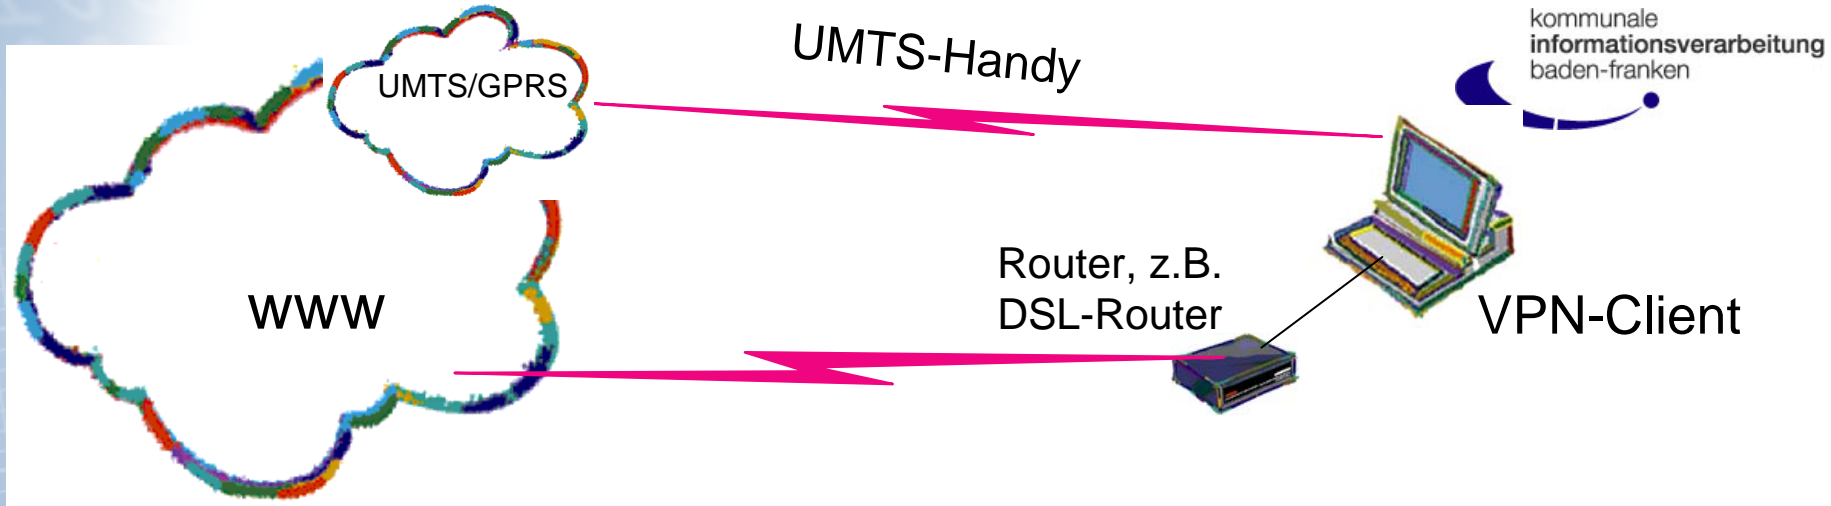 kommunale
informationsverarbeitung
baden-franken
UMTS-Handy
UMTS/GPRS
Router, z.B.
DSL-Router
www
VPN-Client